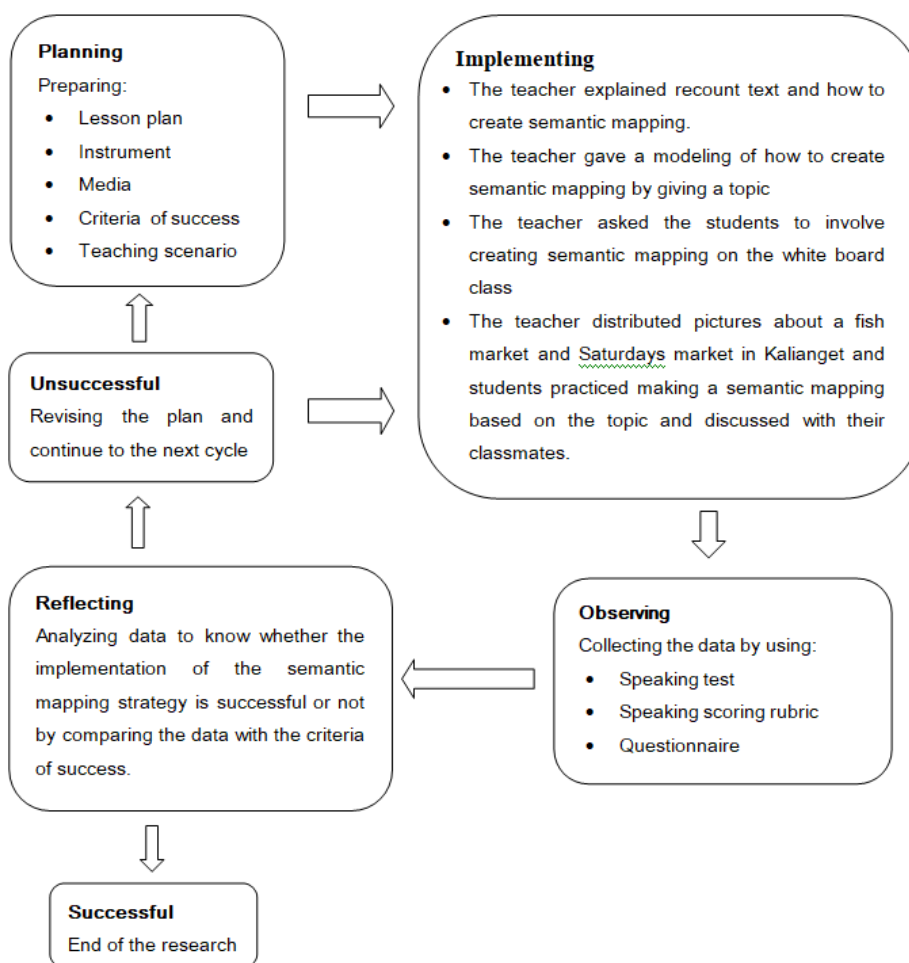 Planning
Preparing:
• Lesson plan
• Instrument
• Media
• Criteria of success
• Teaching scenario
Implementing
• The teacher explained recount text and how to
create semantic mapping.
• The teacher gave a modeling of how to create
semantic mapping by giving a topic
• The teacher asked the students to involve
creating semantic mapping on the white board
class
• The teacher distributed pictures about a fish
market and Saturdays market in Kalianget and
students practiced making a semantic mapping
based on the topic and discussed with their
classmates.
Unsuccessful
Revising the plan and
continue to the next cycle
Reflecting
Analyzing data to know whether the
implementation of the semantic
mapping strategy is successful or not
by comparing the data with the criteria
of success.
Observing
Collecting the data by using:
• Speaking test
• Speaking scoring rubric
• Questionnaire
Successful
End of the research